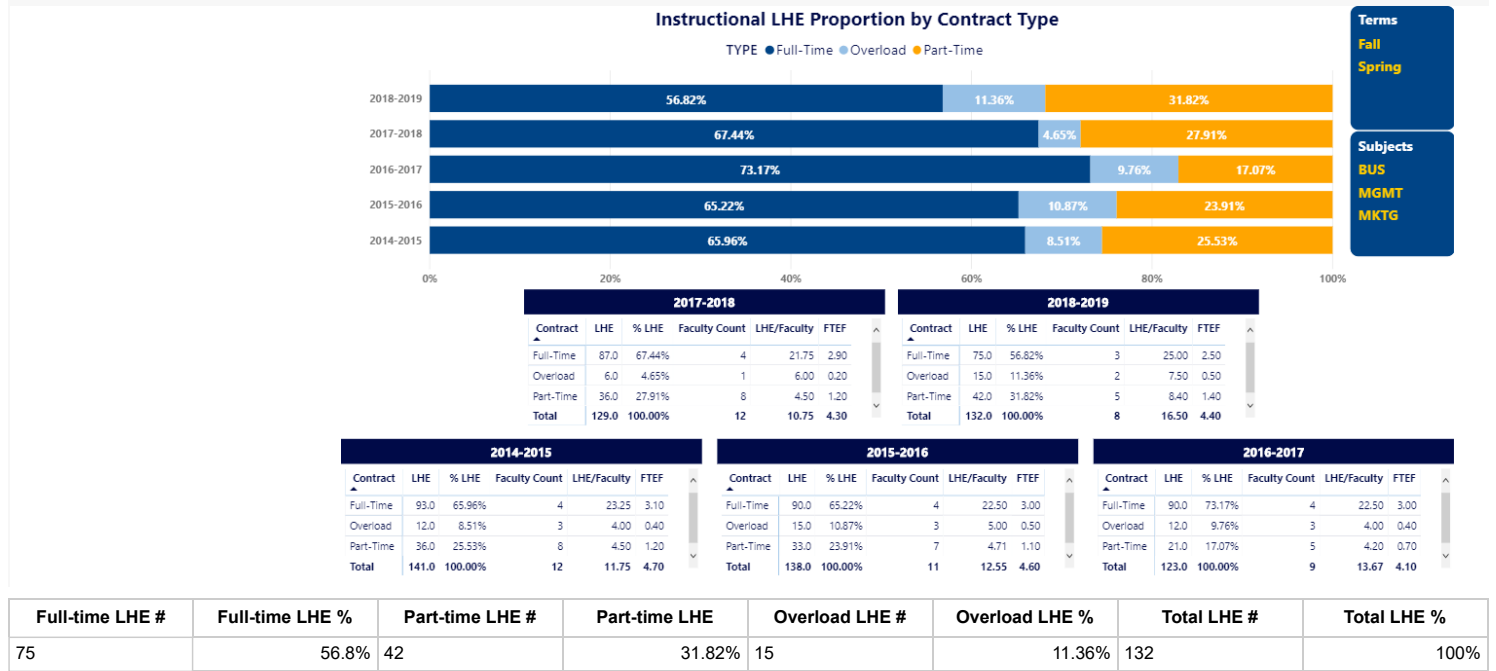 Instructional LHE Proportion by Contract Type
TYPE Full-Time Overload Part-Time
Terms
Fall
Spring
Subjects
BUS
MGMT
MKTG
2018-2019 56.82% 11.36% 31.82%
2017-2018 67.44% 4.65% 27.91%
2016-2017 73.17% 9.76% 17.07%
2015-2016 65.22% 10.87% 23.91%
2014-2015 65.96% 8.51% 25.53%
0% 20% 40% 60% 80% 100%
2017-2018
Contract LHE % LHE Faculty Count LHE/Faculty FTEF
Full-Time 87.0 67.44% 4 21.75 2.90
Overload 6.0 4.65% 1 6.00 0.20
Part-Time 36.0 27.91% 8 4.50 1.20
Total 129.0 100.00% 12 10.75 4.30
2018-2019
Contract LHE % LHE Faculty Count LHE/Faculty FTEF
Full-Time 75.0 56.82% 3 25.00 2.50
Overload 15.0 11.36% 2 7.50 0.50
Part-Time 42.0 31.82% 5 8.40 1.40
Total 132.0 100.00% 8 16.50 4.40
2014-2015
Contract LHE % LHE Faculty Count LHE/Faculty FTEF
Full-Time 93.0 65.96% 4 23.25 3.10
Overload 12.0 8.51% 3 4.00 0.40
Part-Time 36.0 25.53% 8 4.50 1.20
Total 141.0 100.00% 12 11.75 4.70
2015-2016
Contract LHE % LHE Faculty Count LHE/Faculty FTEF
Full-Time 90.0 65.22% 4 22.50 3.00
Overload 15.0 10.87% 3 5.00 0.50
Part-Time 33.0 23.91% 7 4.71 1.10
Total 138.0 100.00% 11 12.55 4.60
2016-2017
Contract LHE % LHE Faculty Count LHE/Faculty FTEF
Full-Time 90.0 73.17% 4 22.50 3.00
Overload 12.0 9.76% 3 4.00 0.40
Part-Time 21.0 17.07% 5 4.20 0.70
Total 123.0 100.00% 9 13.67 4.10
Full-time LHE # Full-time LHE % Part-time LHE # Part-time LHE Overload LHE # Overload LHE % Total LHE # Total LHE %
75 56.8% 42 31.82% 15 11.36% 132 100%